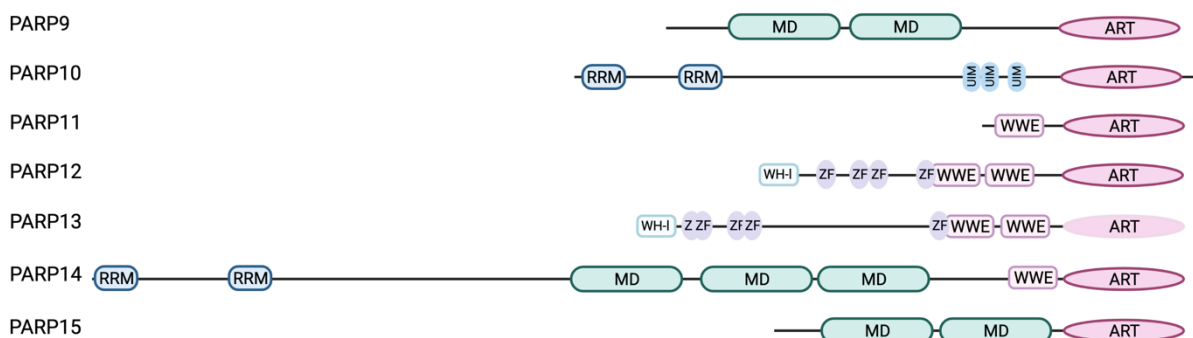 PARP9 MD MD ART
PARP10 RRM RRM UIM UIM UIM ART
PARP11 WWE ART
PARP12 WH-I ZF ZF ZF ZF WWE WWE ART
PARP13 WH-I Z ZF ZF ZF ZF WWE WWE ART
PARP14 RRM RRM MD MD MD WWE ART
PARP15 MD MD ART